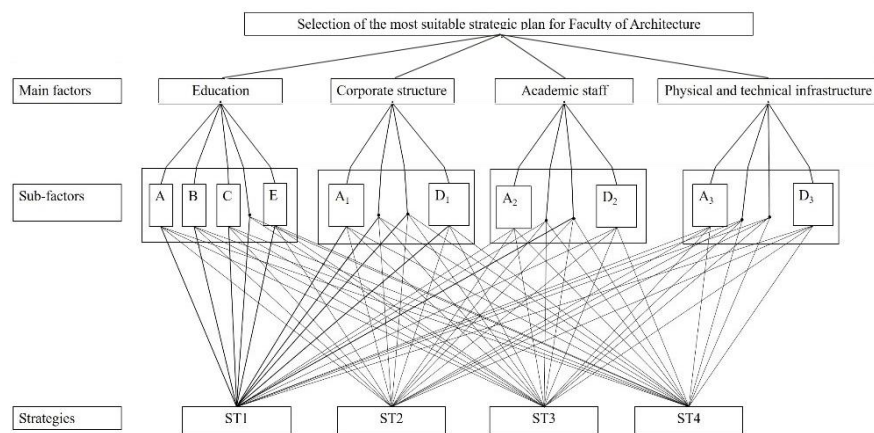 Selection of the most suitable strategic plan for Faculty of Architecture
Main factors
Education
Corporate structure
Academic staff
Physical and technical infrastructure
Sub-factors
A
B
C
E
A₁
D₁
A₂
D₂
A₃
D₃
Strategies
ST1
ST2
ST3
ST4